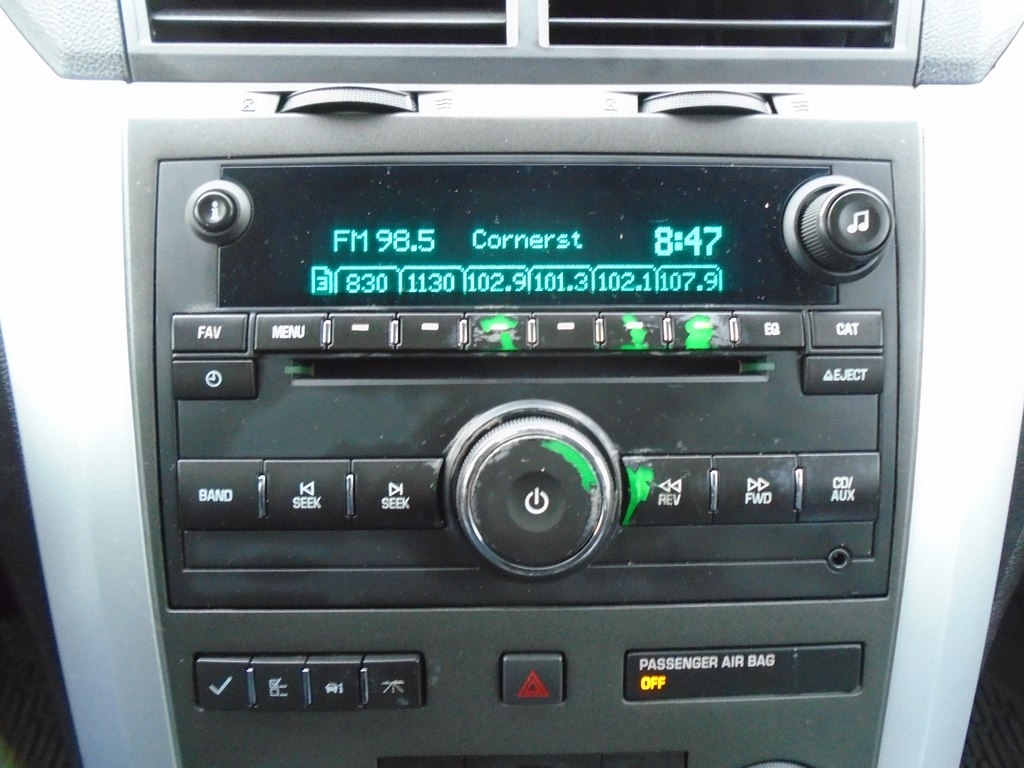 i
FM 98.5 Cornerst 8:47
3 830 1130 102.9 101.3 102.1 107.9
FAV MENU EQ CAT
EJECT
BAND SEEK SEEK REV FWD CD/AUX
PASSENGER AIR BAG
OFF